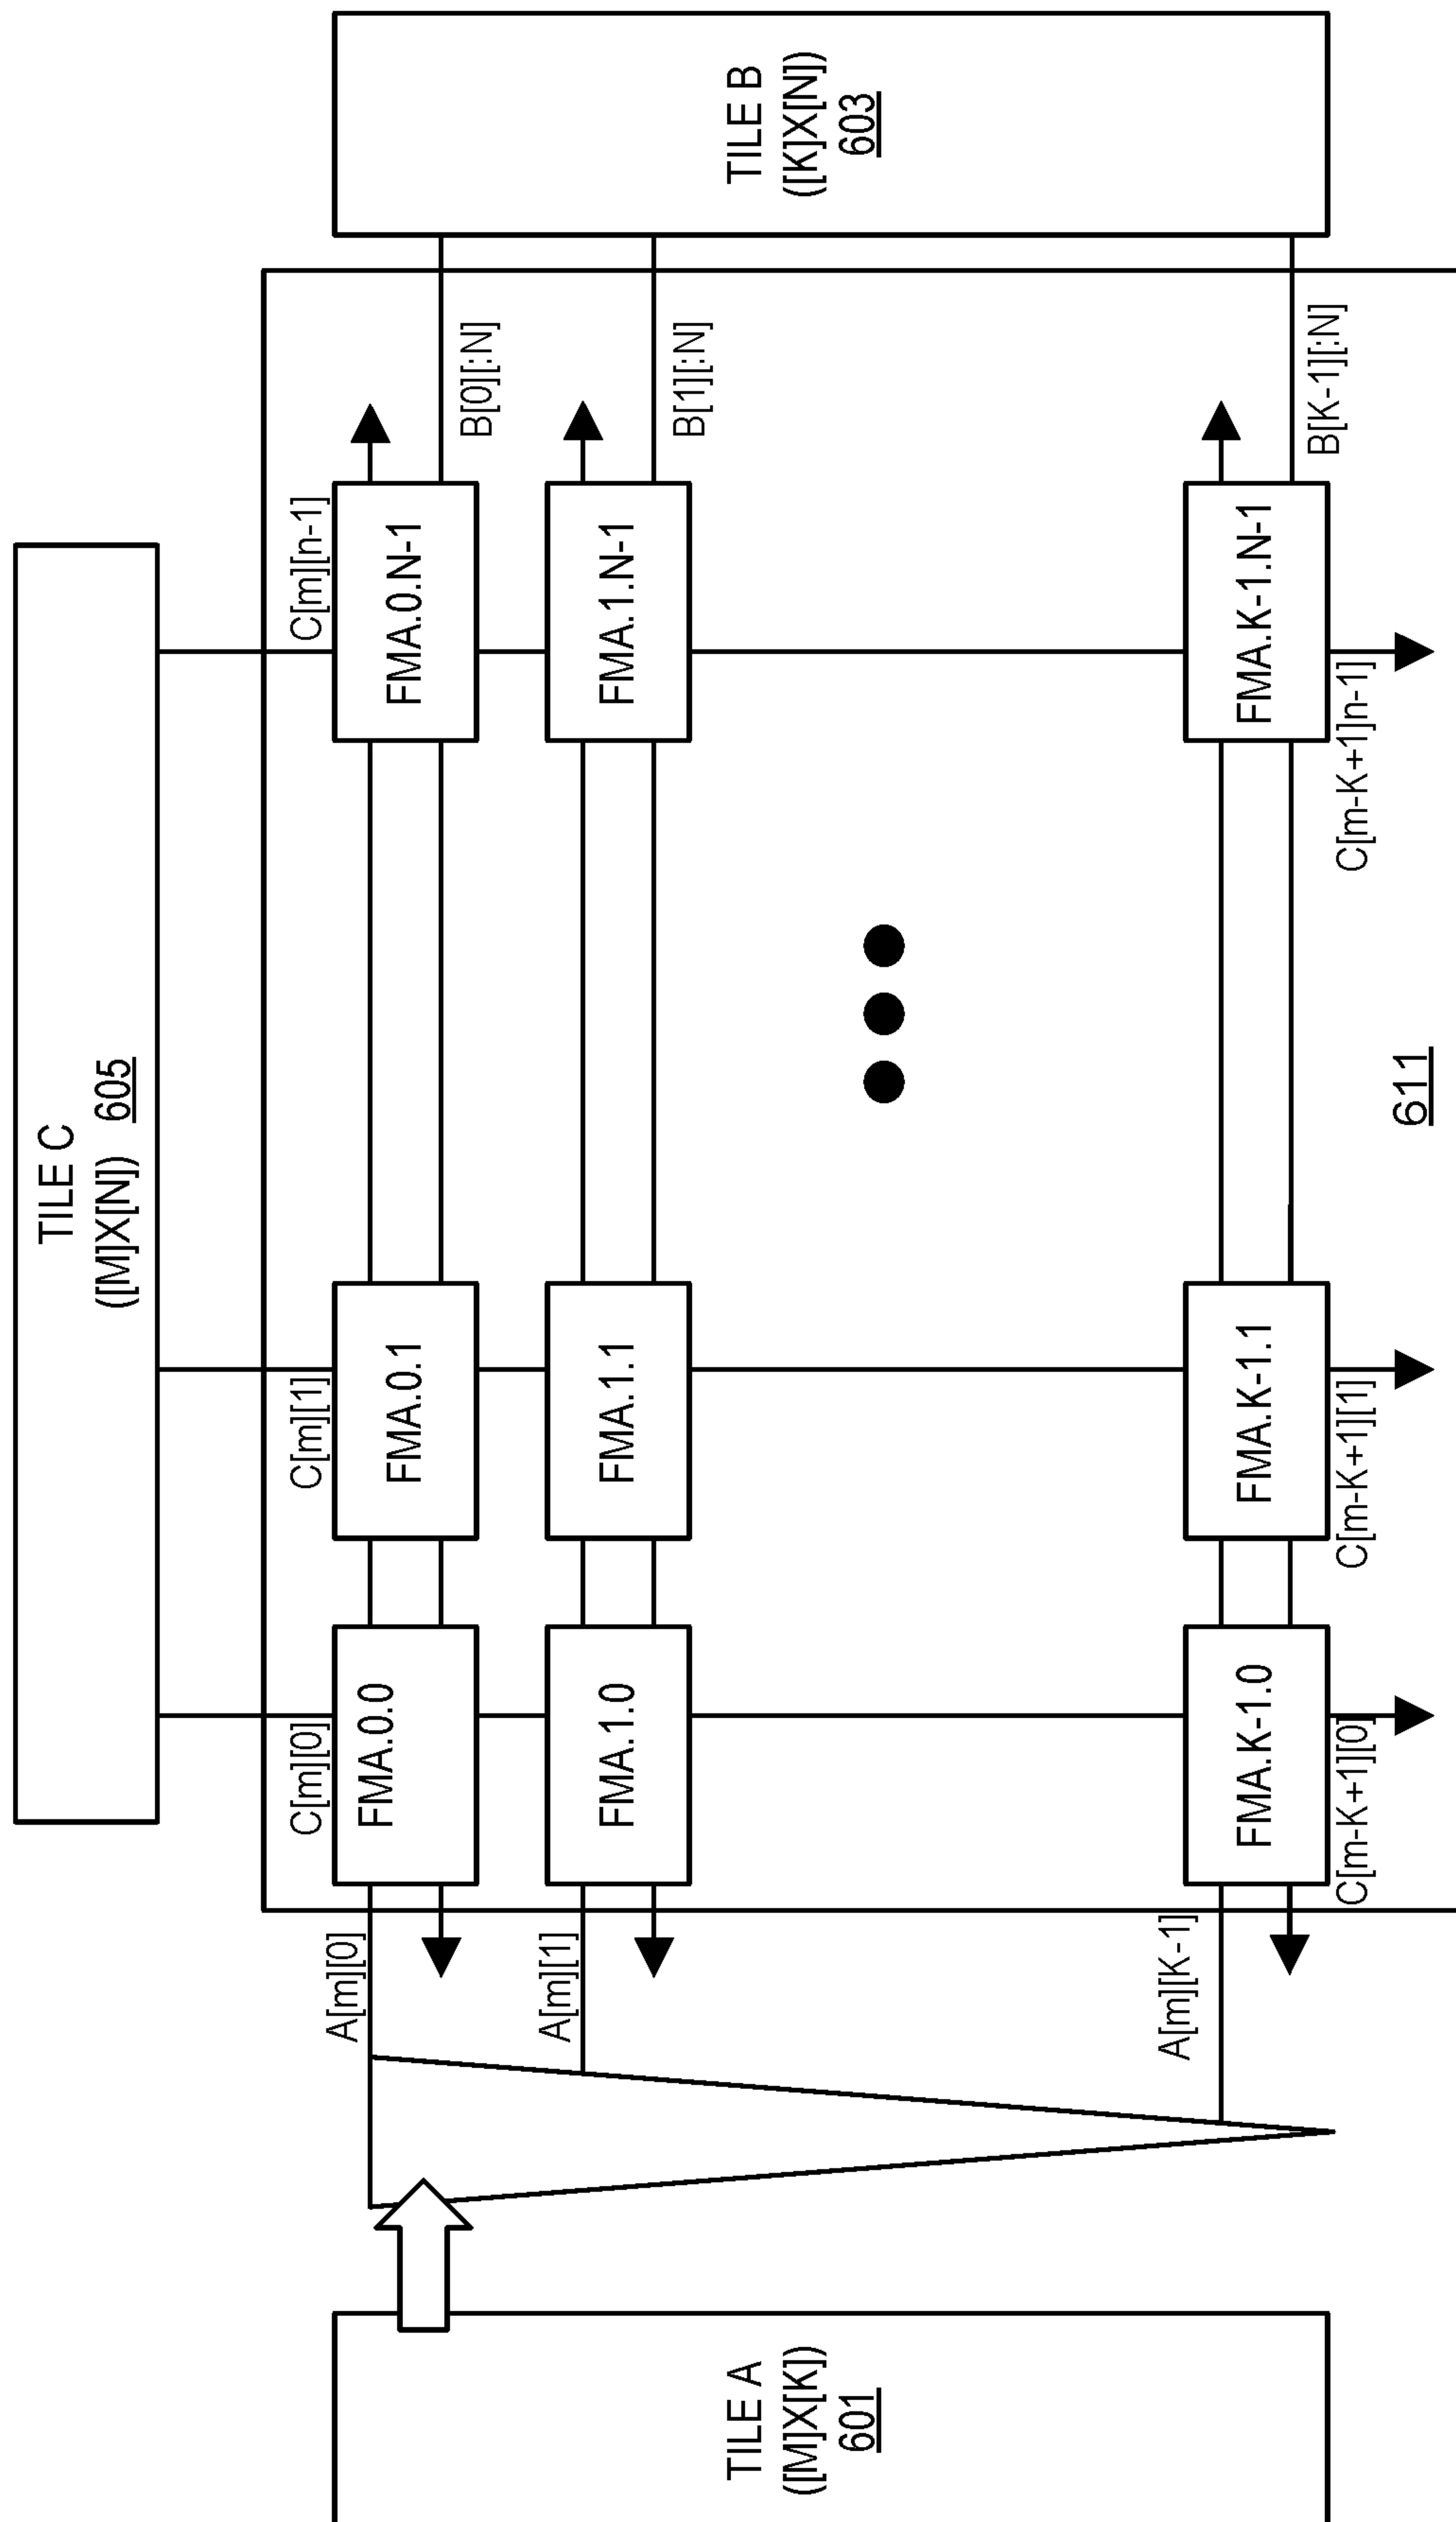 TILE C
([M]X[N]) 605
C[m][0]
C[m][1]
C[m][n-1]
A[m][0]
FMA.0.0
FMA.0.1
FMA.0.N-1
B[0][:N]
A[m][1]
FMA.1.0
FMA.1.1
FMA.1.N-1
B[1][:N]
TILE A
([M]X[K])
601
TILE B
([K]X[N])
603
A[m][K-1]
FMA.K-1.0
FMA.K-1.1
FMA.K-1.N-1
B[K-1][:N]
C[m-K+1][0]
C[m-K+1][1]
C[m-K+1]n-1]
611